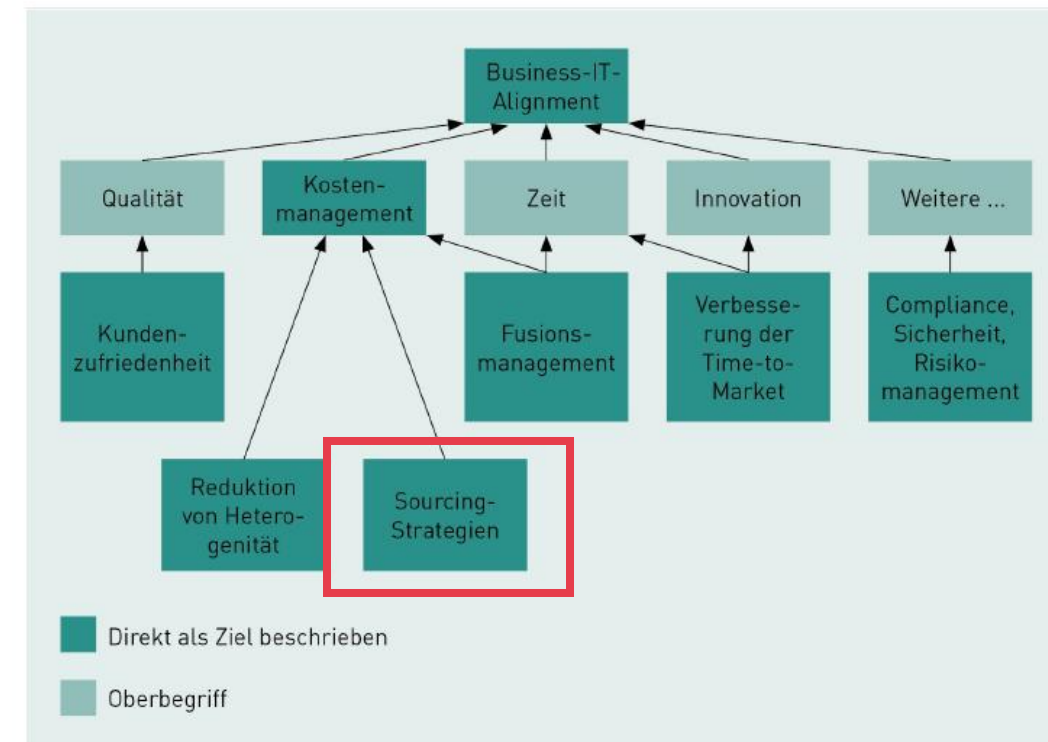 Business-IT-
Alignment
Qualität
Kosten-
management
Zeit
Innovation
Weitere ...
Kunden-
zufriedenheit
Fusions-
management
Verbesse-
rung der
Time-to-
Market
Compliance,
Sicherheit,
Risiko-
management
Reduktion
von Hetero-
genität
Sourcing-
Strategien
Direkt als Ziel beschrieben
Oberbegriff